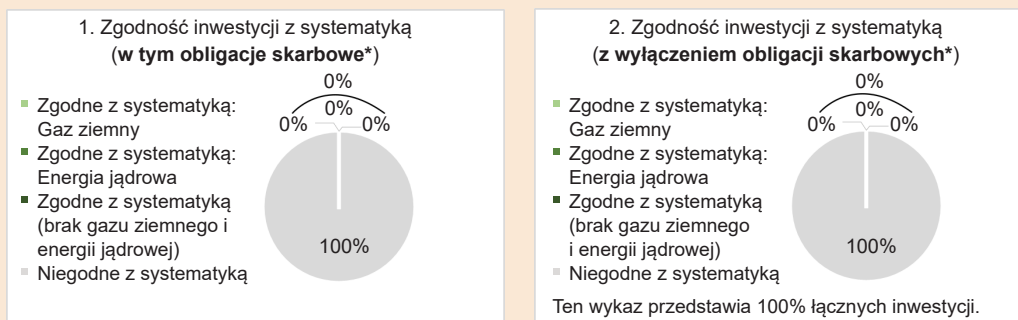 1. Zgodność inwestycji z systematyką
(w tym obligacje skarbowe*)
Zgodne z systematyką:
Gaz ziemny
Zgodne z systematyką:
Energia jądrowa
Zgodne z systematyką
(brak gazu ziemnego i
energii jądrowej)
Niegodne z systematyką
0%
0%
0%
0%
100%
2. Zgodność inwestycji z systematyką
(z wyłączeniem obligacji skarbowych*)
Zgodne z systematyką:
Gaz ziemny
Zgodne z systematyką:
Energia jądrowa
Zgodne z systematyką
(brak gazu ziemnego
i energii jądrowej)
Niegodne z systematyką
0%
0%
0%
0%
100%
Ten wykaz przedstawia 100% łącznych inwestycji.